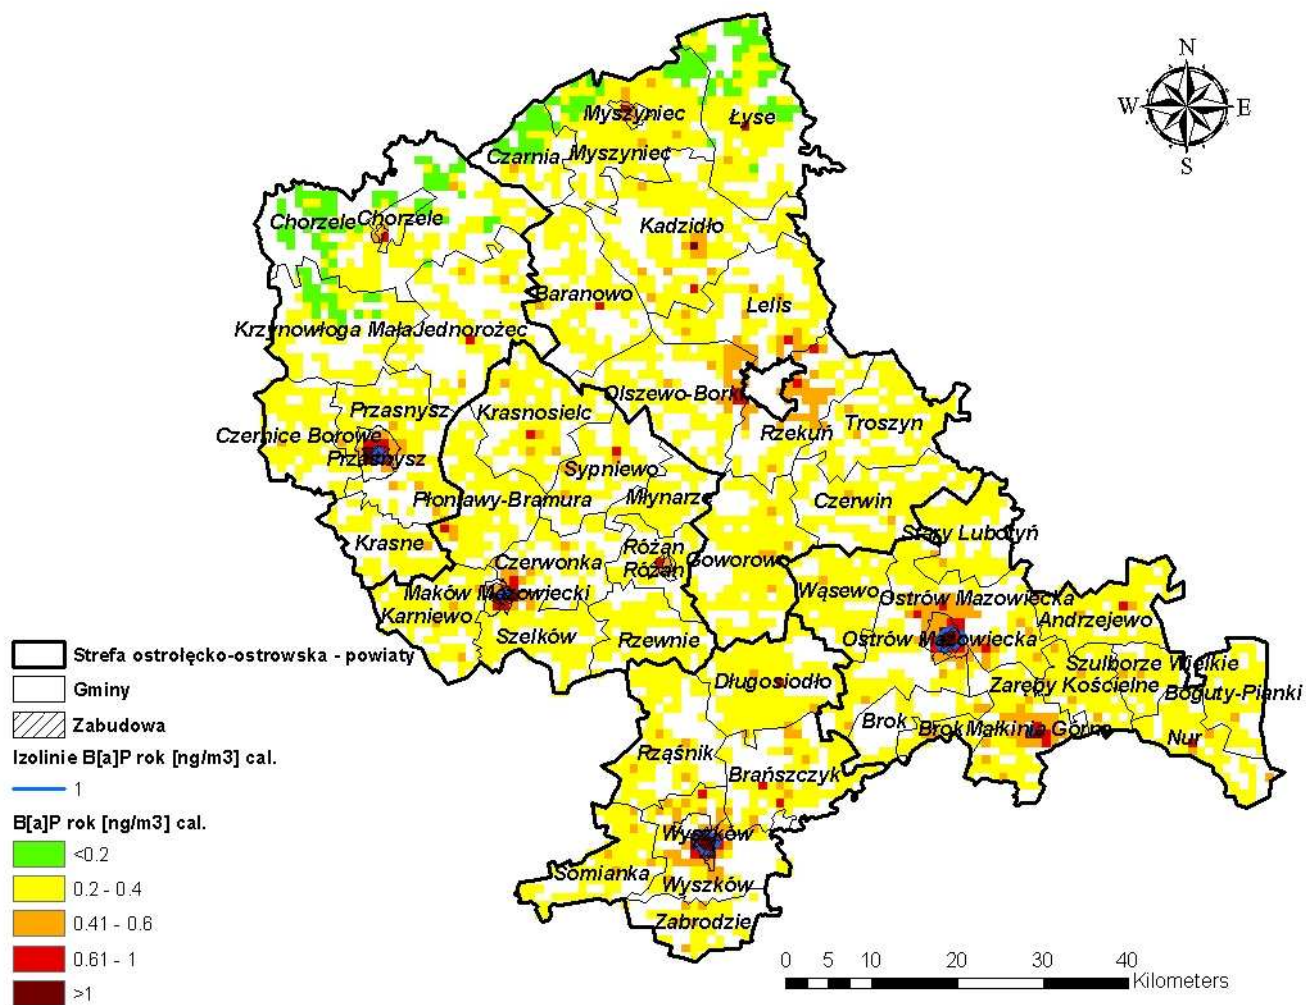 N
W E
S
Myszyniec
Łyse
Czarnia
Myszyniec
Chorzele
Chorzele
Kadzidło
Baranowo
Lelis
Krzynowłoga Mała
Jednorożec
Olszewo-Borki
Przasnysz
Krasnosielc
Troszyn
Czernice Borowe
Rzekuń
Przasnysz
Sypniewo
Płoniawy-Bramura
Młynarze
Czerwin
Stary Lubotyń
Krasne
Różan
Czerwonka
Goworowo
Różan
Maków Mazowiecki
Wąsewo
Ostrów Mazowiecka
Karniewo
Andrzejewo
Szelków
Rzewnie
Ostrów Mazowiecka
Szulborze Wielkie
Długosiodło
Zaręby Kościelne
Boguty-Pianki
Brok
Brok
Małkinia Górna
Nur
Rząśnik
Brańszczyk
Wyszków
Somianka
Wyszków
Zabrodzie
Strefa ostrołęcko-ostrowska - powiaty
Gminy
Zabudowa
Izolinie B[a]P rok [ng/m3] cal.
1
B[a]P rok [ng/m3] cal.
<0.2
0.2 - 0.4
0.41 - 0.6
0.61 - 1
>1
0 5 10 20 30 40
Kilometers